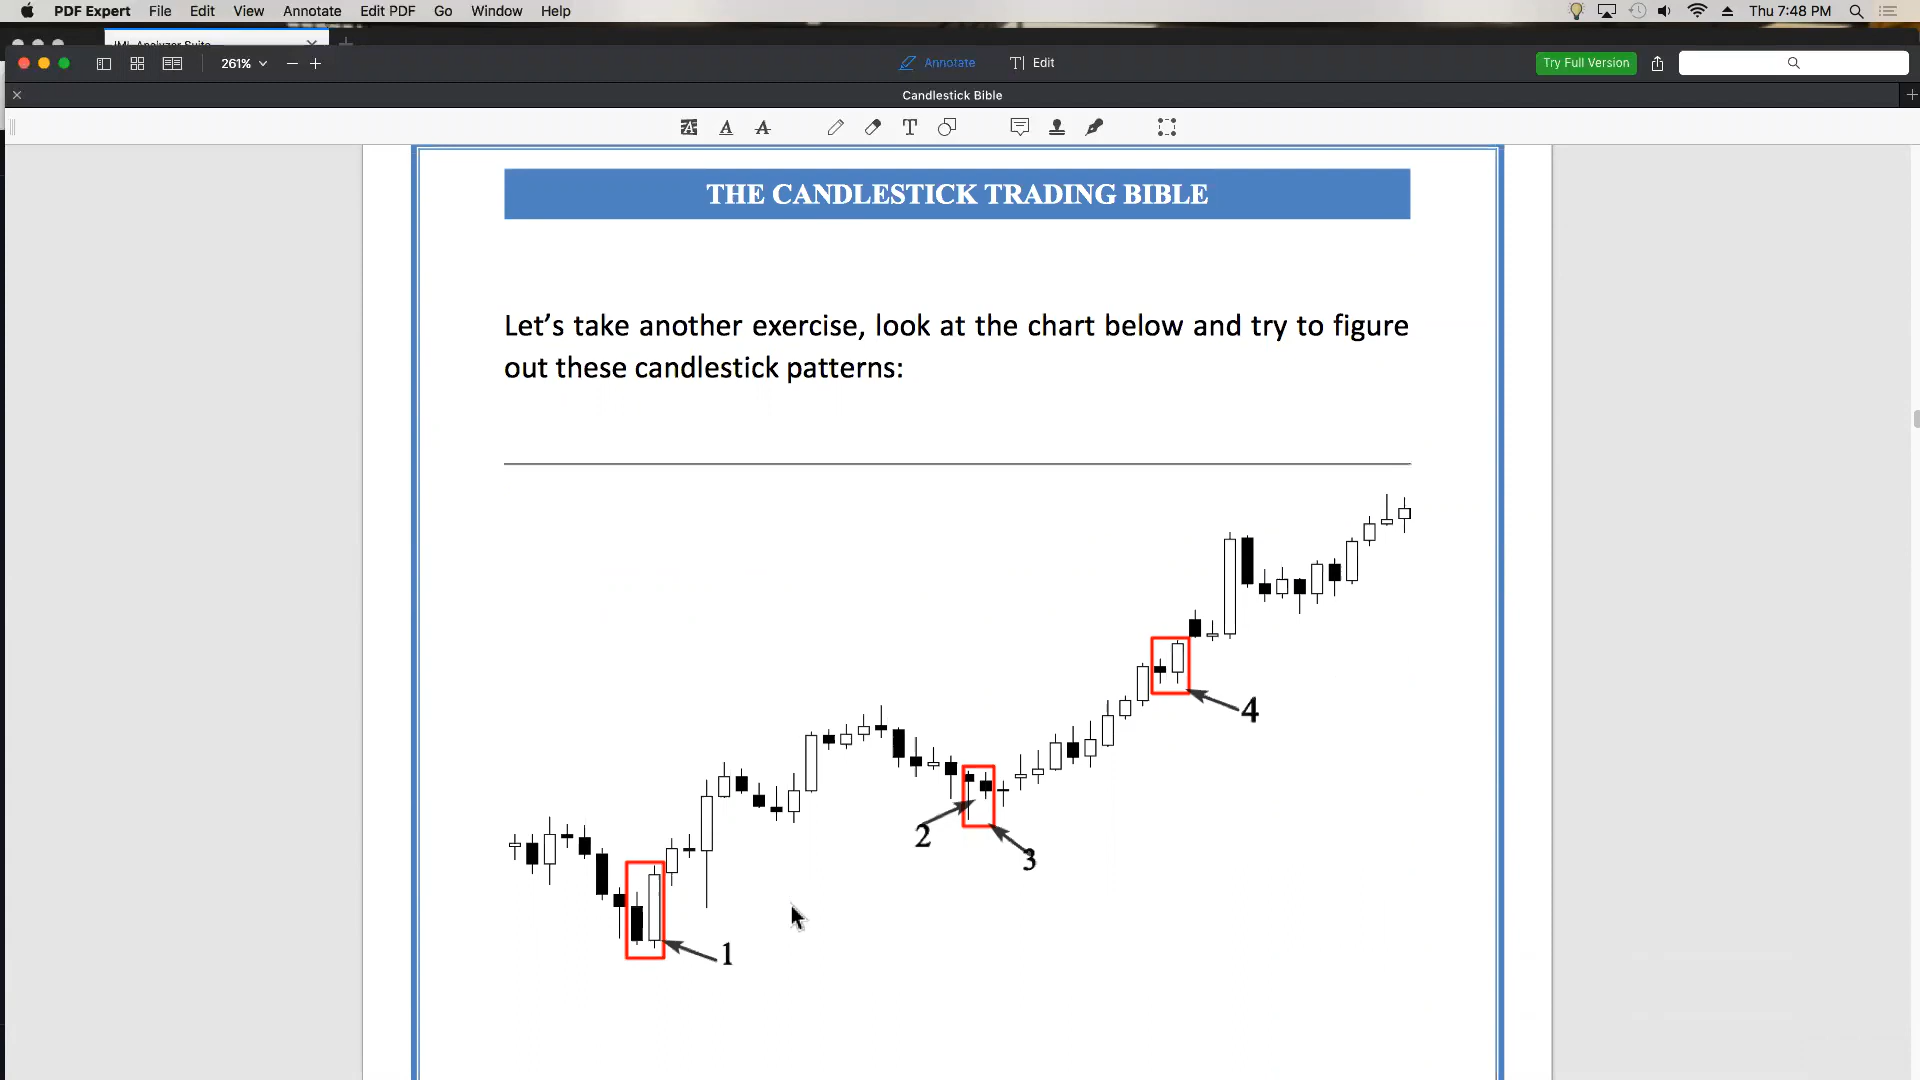 PDF Expert File Edit View Annotate Edit PDF Go Window Help Thu 7:48 PM
261% Annotate T| Edit Try Full Version
Candlestick Bible
THE CANDLESTICK TRADING BIBLE
Let's take another exercise, look at the chart below and try to figure
out these candlestick patterns:
4
2
3
1